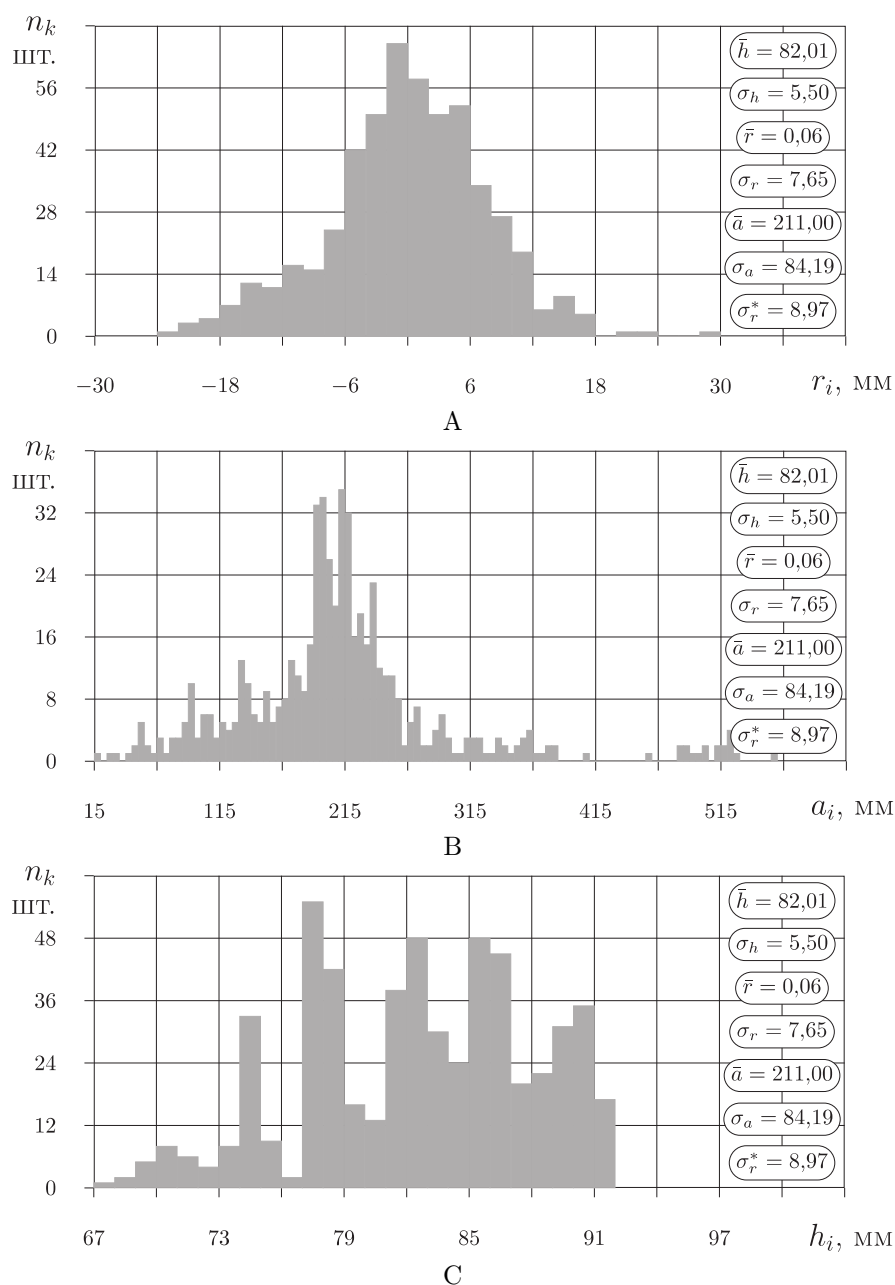 n_k
шт.
56
42
28
14
0
h̄ = 82,01
σ_h = 5,50
r̄ = 0,06
σ_r = 7,65
ā = 211,00
σ_a = 84,19
σ_r^* = 8,97
−30 −18 −6 6 18 30 r_i, мм
A
n_k
шт.
32
24
16
8
0
h̄ = 82,01
σ_h = 5,50
r̄ = 0,06
σ_r = 7,65
ā = 211,00
σ_a = 84,19
σ_r^* = 8,97
15 115 215 315 415 515 a_i, мм
B
n_k
шт.
48
36
24
12
0
h̄ = 82,01
σ_h = 5,50
r̄ = 0,06
σ_r = 7,65
ā = 211,00
σ_a = 84,19
σ_r^* = 8,97
67 73 79 85 91 97 h_i, мм
C